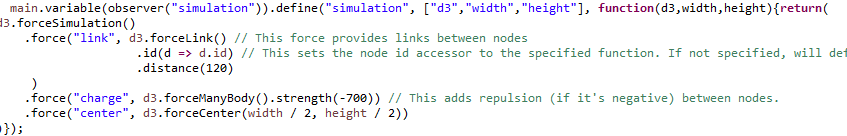 main.variable(observer("simulation")).define("simulation", ["d3","width","height"], function(d3,width,height){return(
d3.forceSimulation()
.force("link", d3.forceLink() // This force provides links between nodes
.id(d => d.id) // This sets the node id accessor to the specified function. If not specified, will
.distance(120)
)
.force("charge", d3.forceManyBody().strength(-700)) // This adds repulsion (if it's negative) between nodes.
.force("center", d3.forceCenter(width / 2, height / 2))
)});